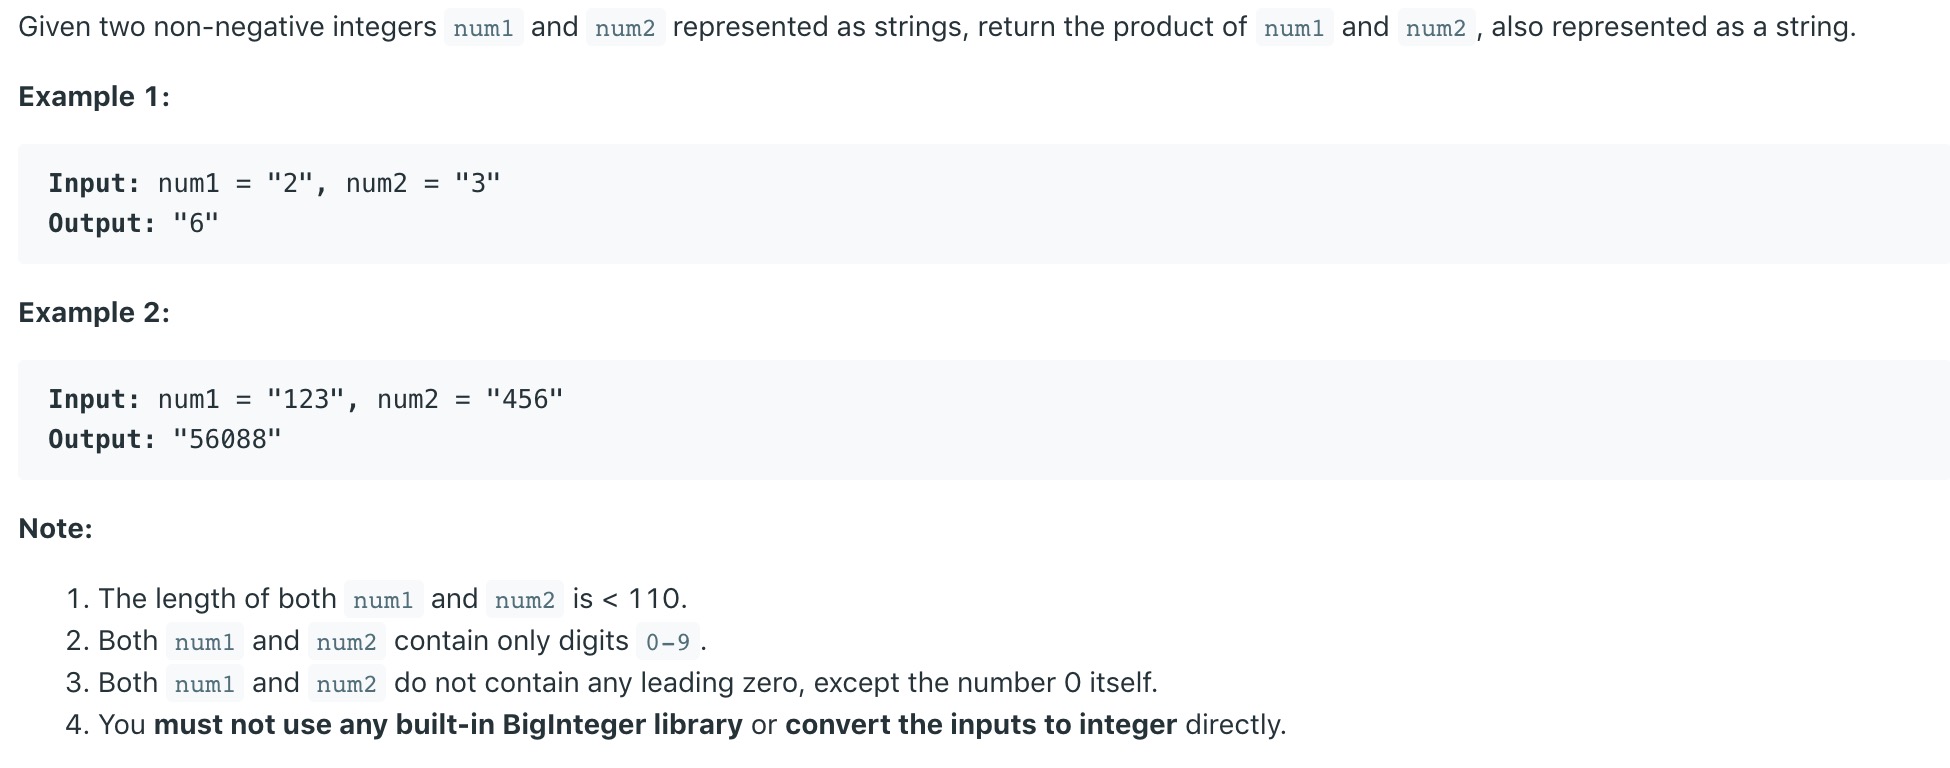 Given two non-negative integers num1 and num2 represented as strings, return the product of num1 and num2 , also represented as a string.
Example 1:
Input: num1 = "2", num2 = "3"
Output: "6"
Example 2:
Input: num1 = "123", num2 = "456"
Output: "56088"
Note:
1. The length of both num1 and num2 is < 110.
2. Both num1 and num2 contain only digits 0-9 .
3. Both num1 and num2 do not contain any leading zero, except the number 0 itself.
4. You must not use any built-in BigInteger library or convert the inputs to integer directly.